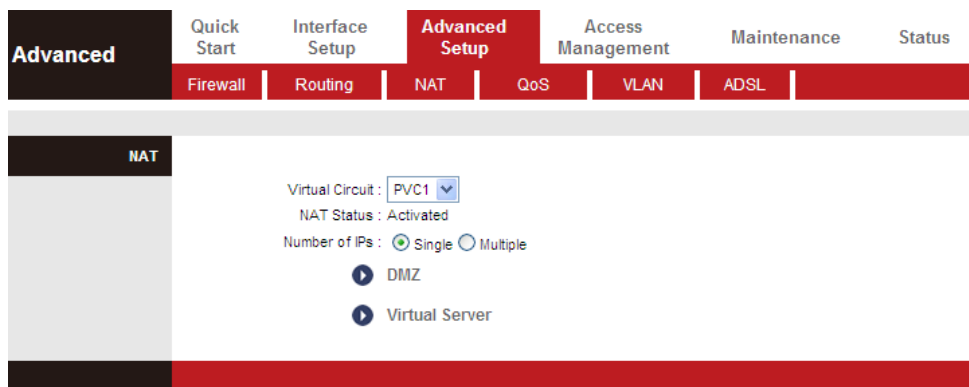 Advanced
Quick Start
Interface Setup
Advanced Setup
Access Management
Maintenance
Status
Firewall
Routing
NAT
QoS
VLAN
ADSL
NAT
Virtual Circuit : PVC1
NAT Status : Activated
Number of IPs : Single Multiple
DMZ
Virtual Server